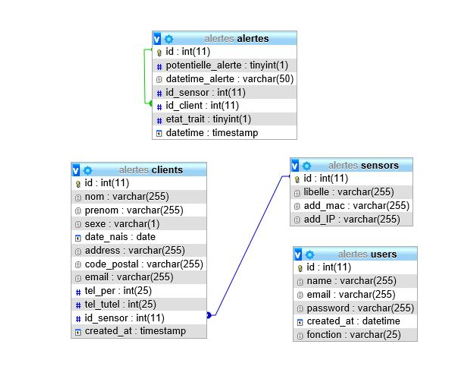 alertes alertes
id : int(11)
potentielle_alerte : tinyint(1)
datetime_alerte : varchar(50)
id_sensor : int(11)
id_client : int(11)
etat_trait : tinyint(1)
datetime : timestamp
alertes clients
id : int(11)
nom : varchar(255)
prenom : varchar(255)
sexe : varchar(1)
date_nais : date
address : varchar(255)
code_postal : varchar(255)
email : varchar(255)
tel_per : int(25)
tel_tutel : int(25)
id_sensor : int(11)
created_at : timestamp
alertes sensors
id : int(11)
libelle : varchar(255)
add_mac : varchar(255)
add_IP : varchar(255)
alertes users
id : int(11)
name : varchar(255)
email : varchar(255)
password : varchar(255)
created_at : datetime
fonction : varchar(25)